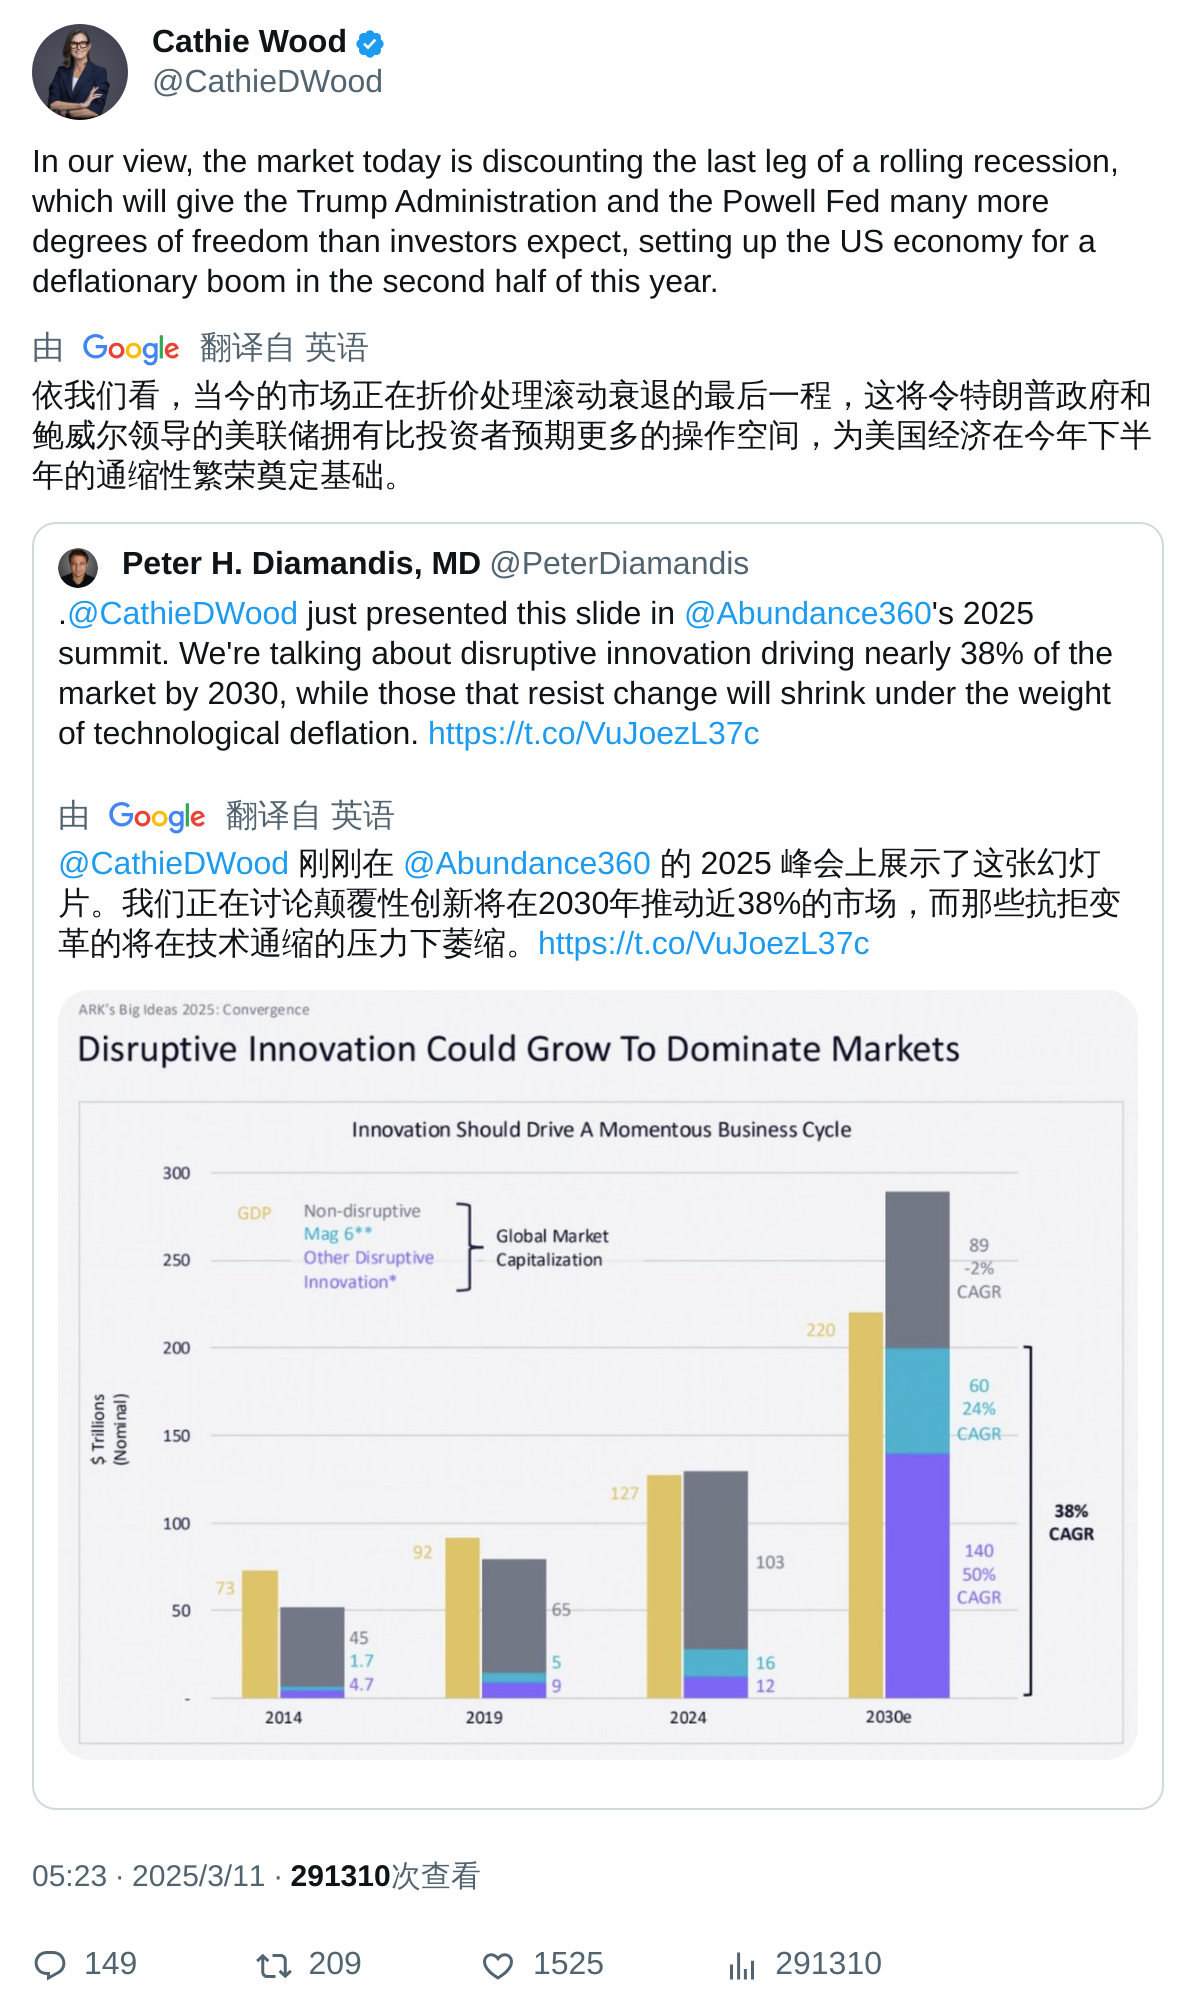 Cathie Wood
@CathieDWood
In our view, the market today is discounting the last leg of a rolling recession,
which will give the Trump Administration and the Powell Fed many more
degrees of freedom than investors expect, setting up the US economy for a
deflationary boom in the second half of this year.
由 Google 翻译自 英语
依我们看，当今的市场正在折价处理滚动衰退的最后一程，这将令特朗普政府和
鲍威尔领导的美联储拥有比投资者预期更多的操作空间，为美国经济在今年下半
年的通缩性繁荣奠定基础。
Peter H. Diamandis, MD @PeterDiamandis
.@CathieDWood just presented this slide in @Abundance360's 2025
summit. We're talking about disruptive innovation driving nearly 38% of the
market by 2030, while those that resist change will shrink under the weight
of technological deflation. https://t.co/VuJoezL37c
由 Google 翻译自 英语
@CathieDWood 刚刚在 @Abundance360 的 2025 峰会上展示了这张幻灯
片。我们正在讨论颠覆性创新将在2030年推动近38%的市场，而那些抗拒变
革的将在技术通缩的压力下萎缩。https://t.co/VuJoezL37c
ARK's Big Ideas 2025: Convergence
Disruptive Innovation Could Grow To Dominate Markets
Innovation Should Drive A Momentous Business Cycle
$ Trillions
(Nominal)
300
250
200
150
100
50
-
GDP
Non-disruptive
Mag 6**
Other Disruptive
Innovation*
Global Market
Capitalization
73
45
1.7
4.7
92
65
5
9
127
103
16
12
220
89
-2%
CAGR
60
24%
CAGR
140
50%
CAGR
38%
CAGR
2014
2019
2024
2030e
05:23 · 2025/3/11 · 291310次查看
149 209 1525 291310